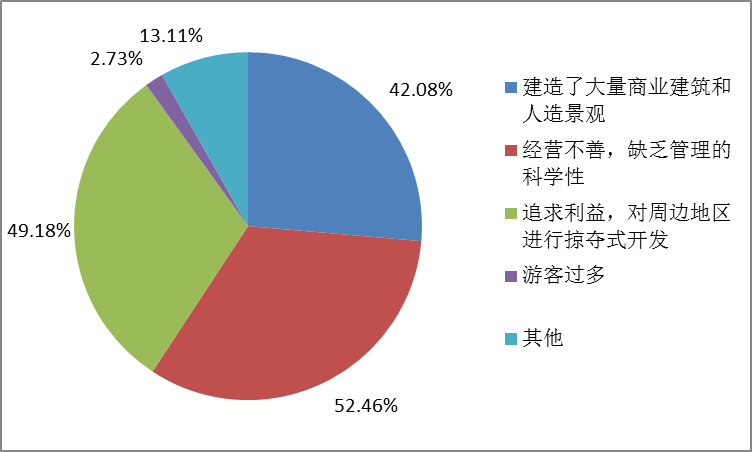 13.11%
2.73%
42.08%
49.18%
52.46%
建造了大量商业建筑和
人造景观
经营不善，缺乏管理的
科学性
追求利益，对周边地区
进行掠夺式开发
游客过多
其他